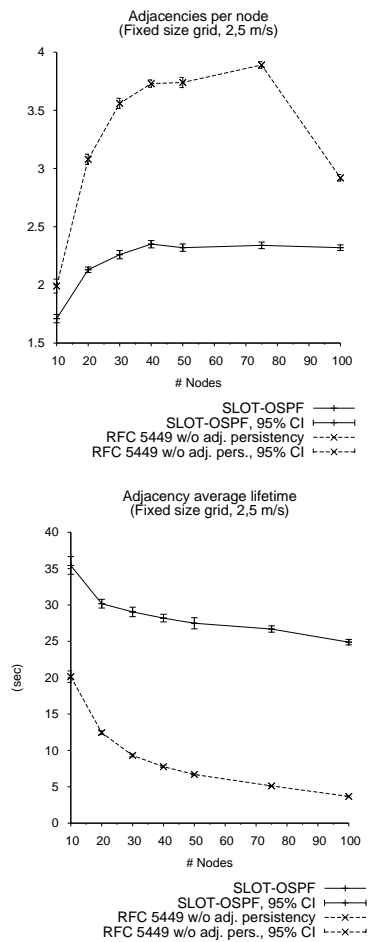 Adjacencies per node
(Fixed size grid, 2,5 m/s)
4
3.5
3
2.5
2
1.5
10 20 30 40 50 60 70 80 90 100
# Nodes
SLOT-OSPF
SLOT-OSPF, 95% CI
RFC 5449 w/o adj. persistency
RFC 5449 w/o adj. pers., 95% CI
Adjacency average lifetime
(Fixed size grid, 2,5 m/s)
40
35
30
25
20
15
10
5
0
(sec)
10 20 30 40 50 60 70 80 90 100
# Nodes
SLOT-OSPF
SLOT-OSPF, 95% CI
RFC 5449 w/o adj. persistency
RFC 5449 w/o adj. pers., 95% CI